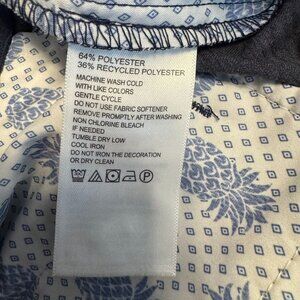 64% POLYESTER
36% RECYCLED POLYESTER
MACHINE WASH COLD
WITH LIKE COLORS
GENTLE CYCLE
DO NOT USE FABRIC SOFTENER
REMOVE PROMPTLY AFTER WASHING
NON CHLORINE BLEACH
IF NEEDED
TUMBLE DRY LOW
COOL IRON
DO NOT IRON THE DECORATION
OR DRY CLEAN